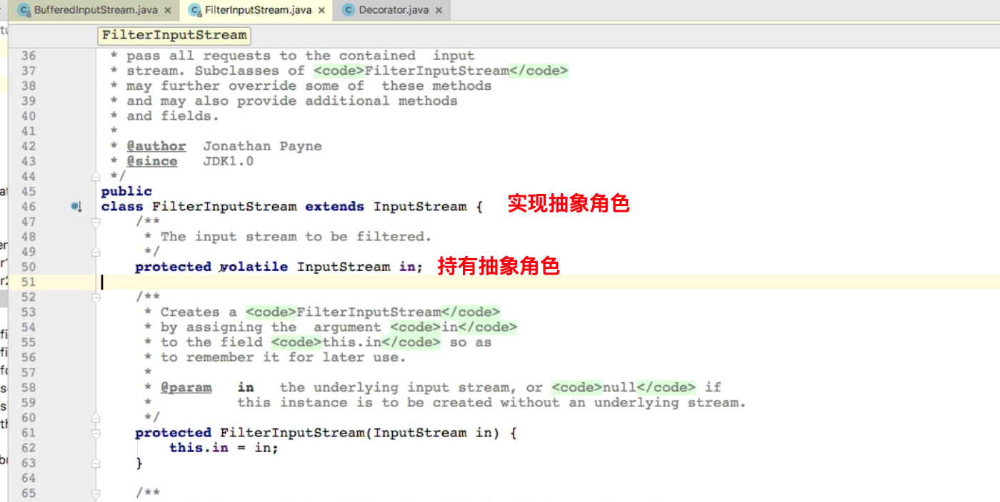 BufferedInputStream.java
FilterInputStream.java
Decorator.java
FilterInputStream
36 * pass all requests to the contained  input
37 * stream. Subclasses of <code>FilterInputStream</code>
38 * may further override some of  these methods
39 * and may also provide additional methods
40 * and fields.
41 *
42 * @author  Jonathan Payne
43 * @since   JDK1.0
44 */
45 public
46 class FilterInputStream extends InputStream { 实现抽象角色
47 /**
48 * The input stream to be filtered.
49 */
50 protected volatile InputStream in; 持有抽象角色
51
52 /**
53 * Creates a <code>FilterInputStream</code>
54 * by assigning the  argument <code>in</code>
55 * to the field <code>this.in</code> so as
56 * to remember it for later use.
57 *
58 * @param   in   the underlying input stream, or <code>null</code> if
59 *          this instance is to be created without an underlying stream.
60 */
61 protected FilterInputStream(InputStream in) {
62 this.in = in;
63 }
64
65 /**